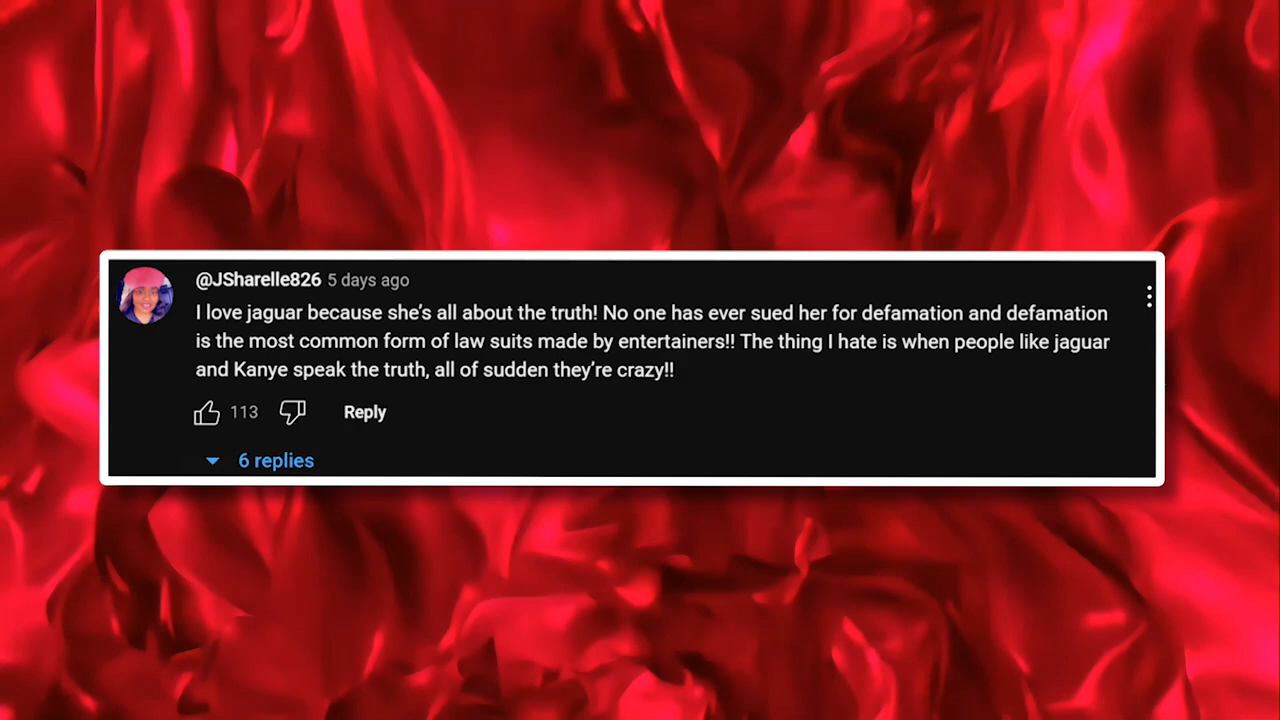 @JSharelle826 5 days ago
I love jaguar because she's all about the truth! No one has ever sued her for defamation and defamation
is the most common form of law suits made by entertainers!! The thing I hate is when people like jaguar
and Kanye speak the truth, all of sudden they're crazy!!
113 Reply
6 replies